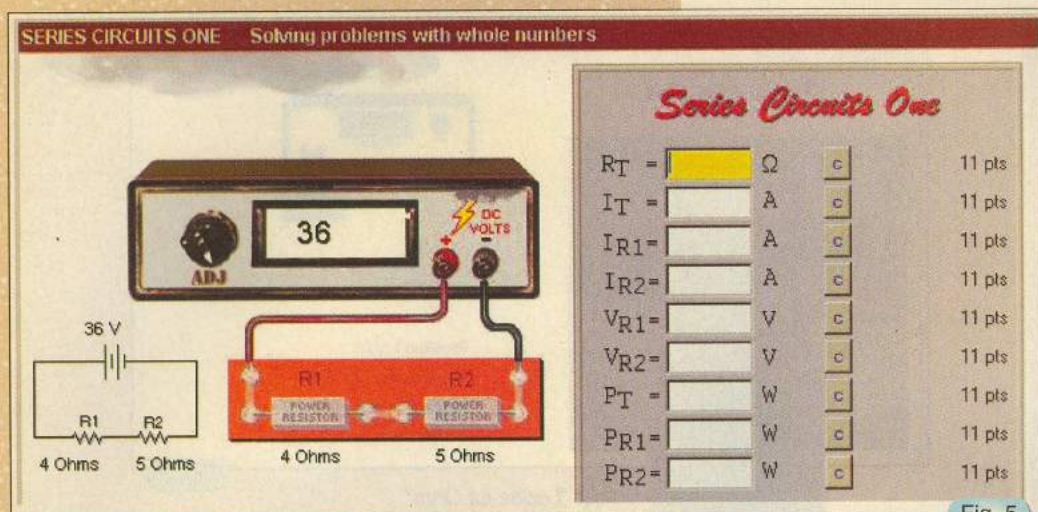 SERIES CIRCUITS ONE Solving problems with whole numbers
Series Circuits One
36
DC
VOLTS
+ -
ADJ
36 V
R1 R2
4 Ohms 5 Ohms
R1 R2
POWER RESISTOR POWER RESISTOR
4 Ohms 5 Ohms
RT = Ω c 11 pts
IT = A c 11 pts
IR1= A c 11 pts
IR2= A c 11 pts
VR1= V c 11 pts
VR2= V c 11 pts
PT = W c 11 pts
PR1= W c 11 pts
PR2= W c 11 pts
Fig. 5